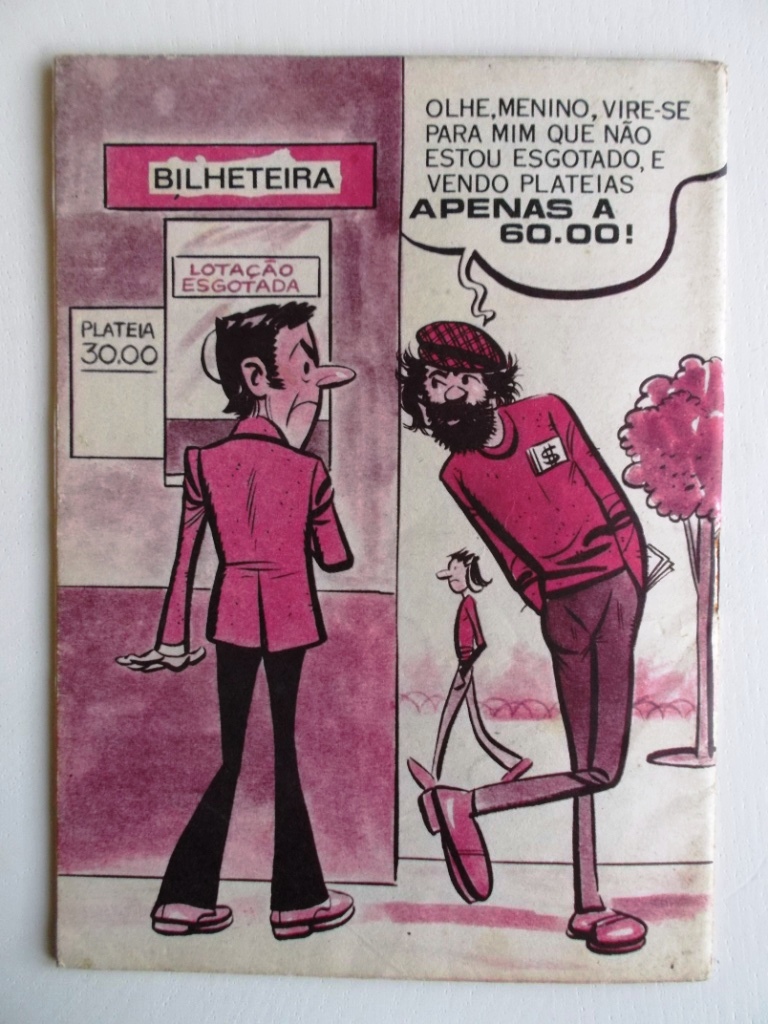 BILHETEIRA
LOTAÇÃO
ESGOTADA
PLATEIA
30.00
OLHE, MENINO, VIRE-SE
PARA MIM QUE NÃO
ESTOU ESGOTADO, E
VENDO PLATEIAS
APENAS A
60.00!
$